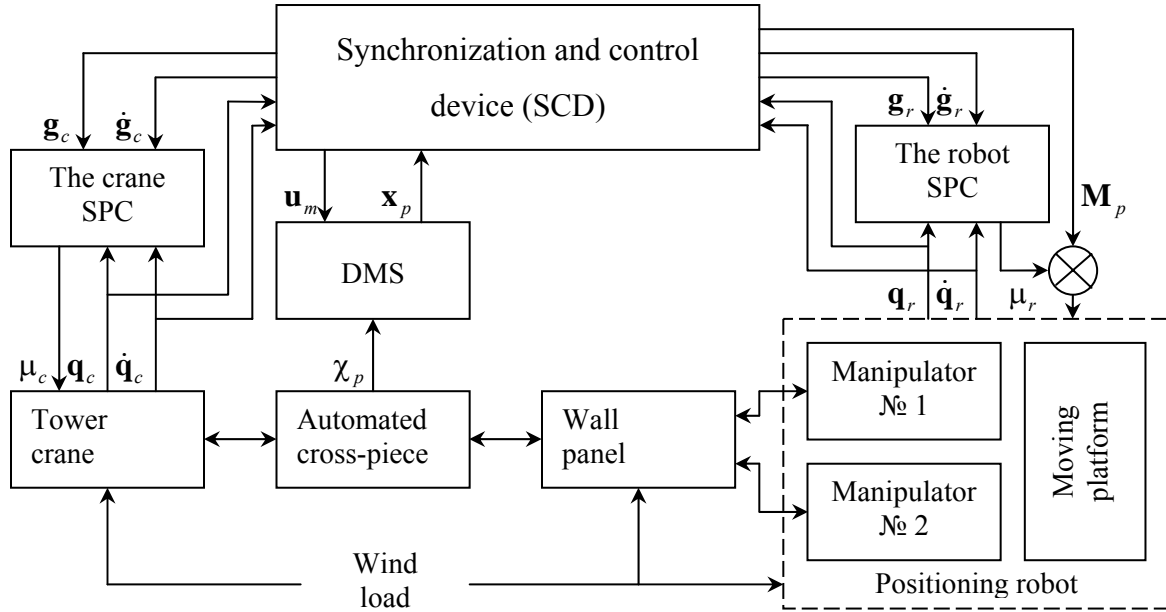 Synchronization and control
device (SCD)
g_c ġ_c
g_r ġ_r
The crane
SPC
The robot
SPC
u_m x_p
M_p
DMS
q_r q̇_r μ_r
μ_c q_c q̇_c
χ_p
Tower
crane
Automated
cross-piece
Wall
panel
Manipulator
№ 1
Manipulator
№ 2
Moving
platform
Positioning robot
Wind
load